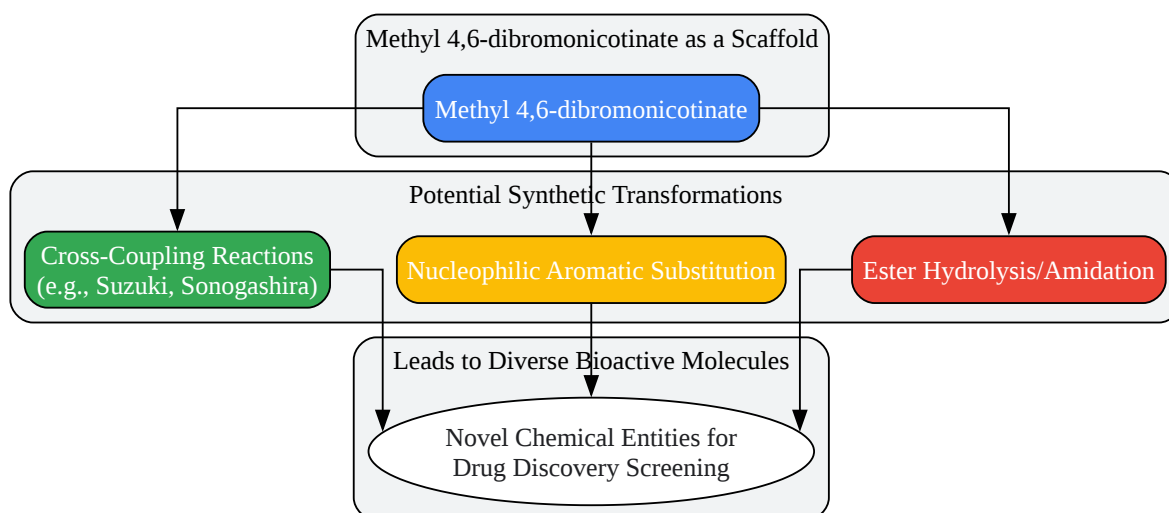 Methyl 4,6-dibromonicotinate as a Scaffold
Methyl 4,6-dibromonicotinate
Potential Synthetic Transformations
Cross-Coupling Reactions
(e.g., Suzuki, Sonogashira)
Nucleophilic Aromatic Substitution
Ester Hydrolysis/Amidation
Leads to Diverse Bioactive Molecules
Novel Chemical Entities for
Drug Discovery Screening